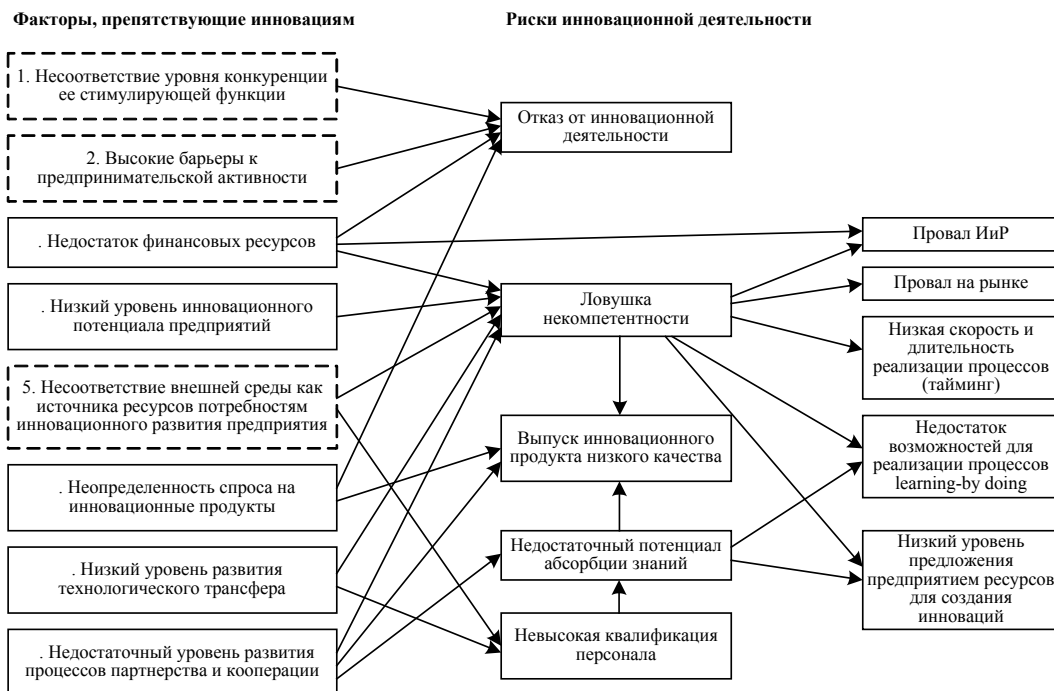 Факторы, препятствующие инновациям
Риски инновационной деятельности
1. Несоответствие уровня конкуренции
ее стимулирующей функции
2. Высокие барьеры к
предпринимательской активности
. Недостаток финансовых ресурсов
. Низкий уровень инновационного
потенциала предприятий
5. Несоответствие внешней среды как
источника ресурсов потребностям
инновационного развития предприятия
. Неопределенность спроса на
инновационные продукты
. Низкий уровень развития
технологического трансфера
. Недостаточный уровень развития
процессов партнерства и кооперации
Отказ от инновационной
деятельности
Ловушка
некомпетентности
Выпуск инновационного
продукта низкого качества
Недостаточный потенциал
абсорбции знаний
Невысокая квалификация
персонала
Провал ИиР
Провал на рынке
Низкая скорость и
длительность
реализации процессов
(тайминг)
Недостаток
возможностей для
реализации процессов
learning-by doing
Низкий уровень
предложения
предприятием ресурсов
для создания
инноваций